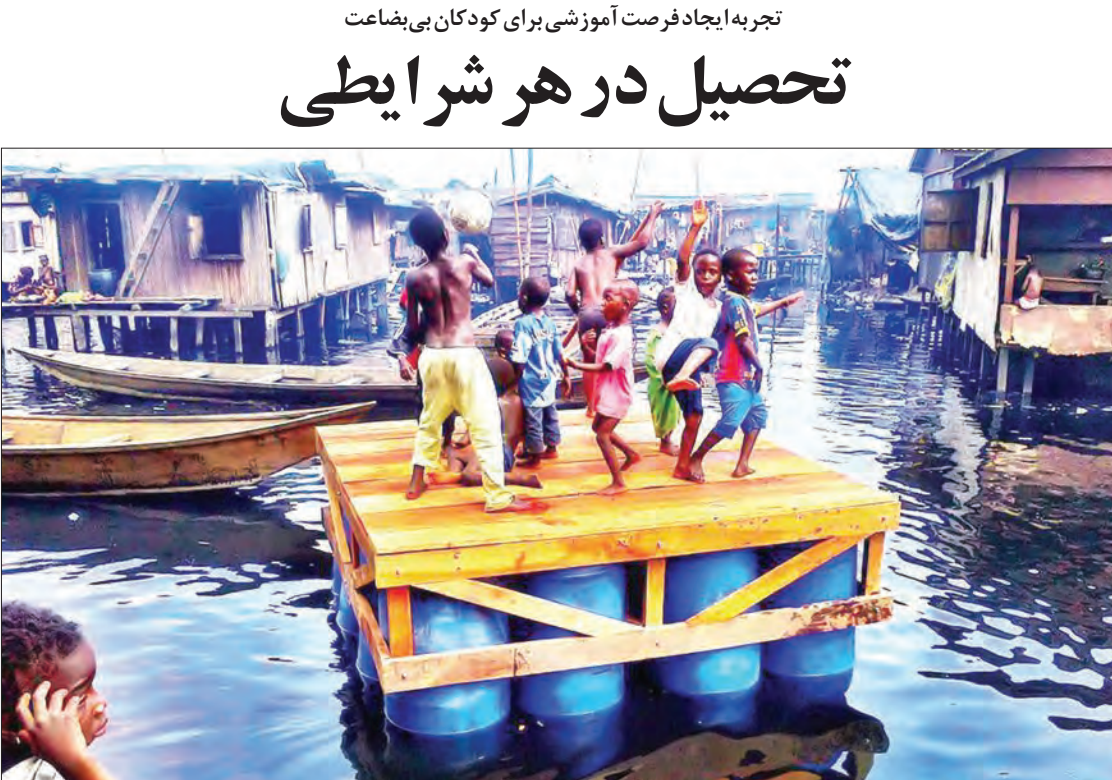 تجربه ایجاد فرصت آموزشی برای کودکان بی‌بضاعت
تحصیل در هر شرایطی